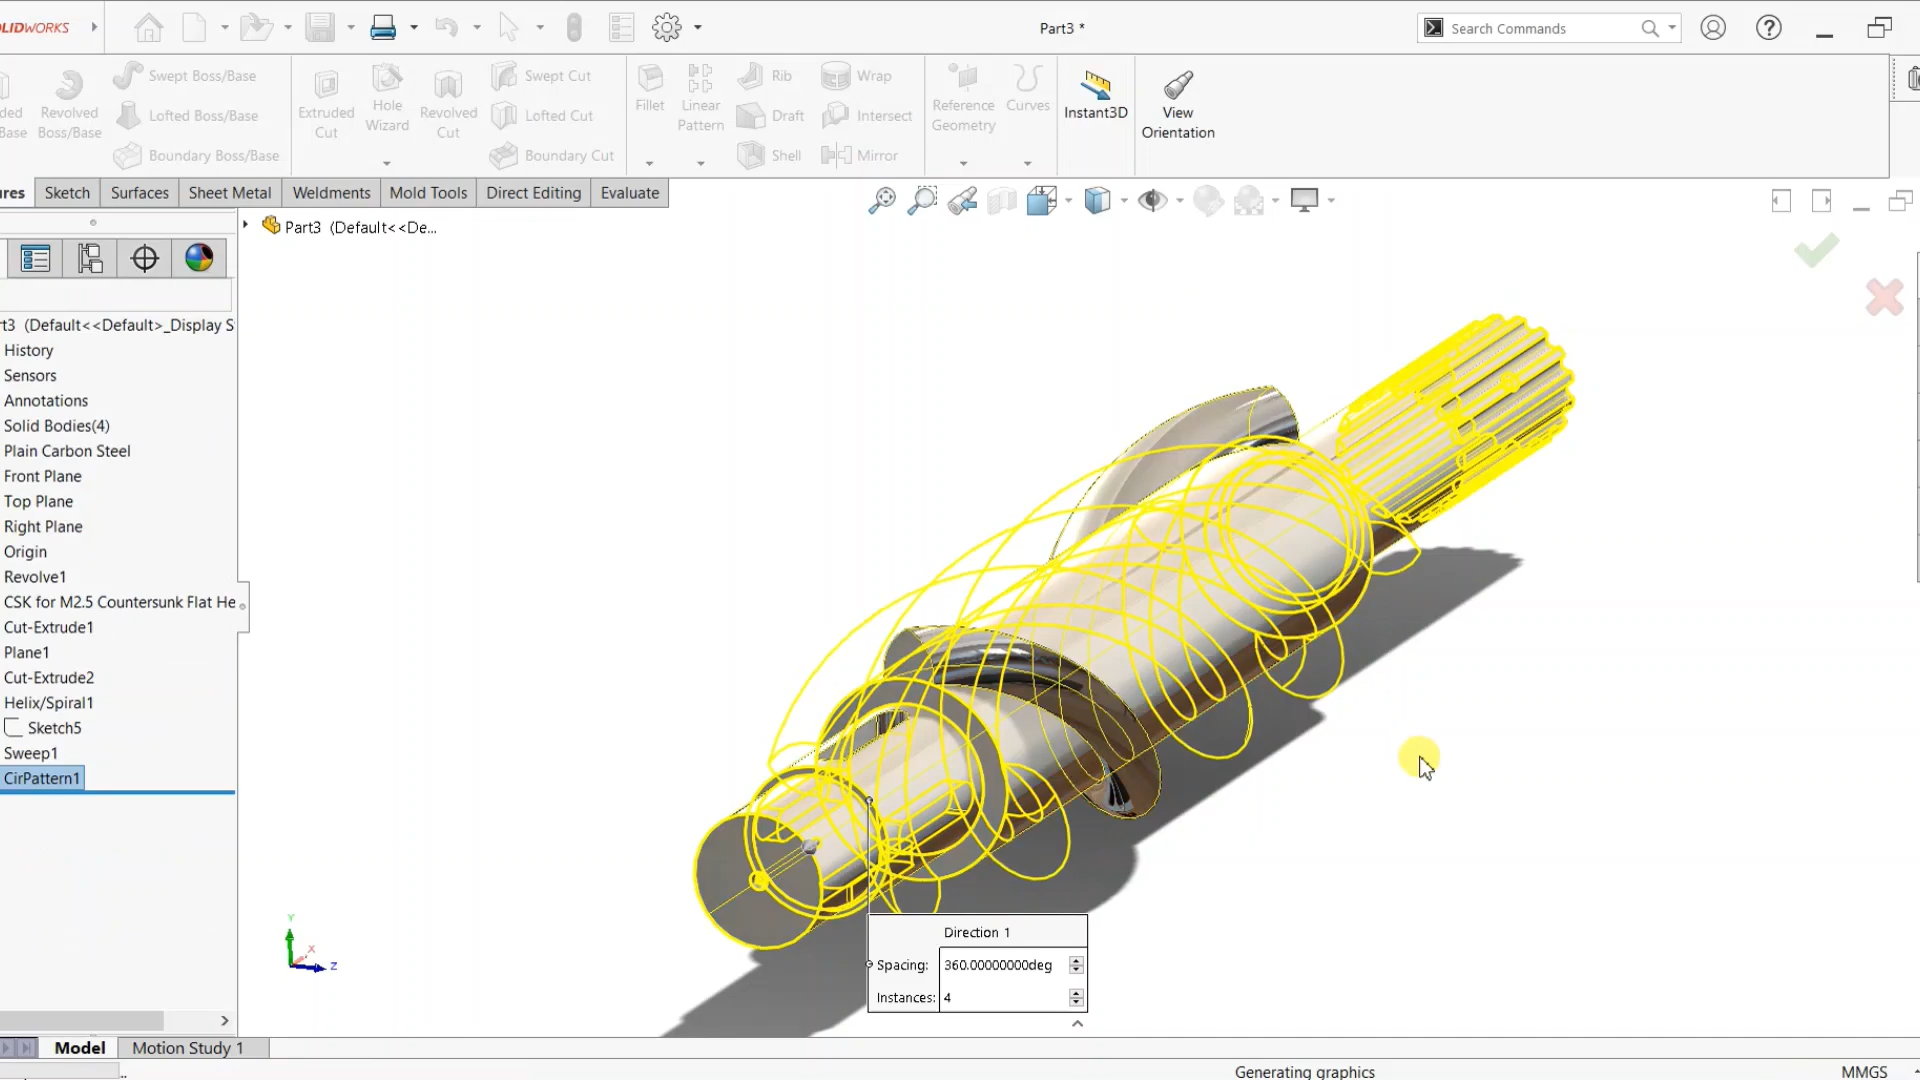 OLIDWORKS
Part3 *
Search Commands
Swept Boss/Base
Revolved
Boss/Base
Lofted Boss/Base
Boundary Boss/Base
Extruded
Cut
Hole
Wizard
Revolved
Cut
Swept Cut
Lofted Cut
Boundary Cut
Fillet
Linear
Pattern
Rib
Draft
Shell
Wrap
Intersect
Mirror
Reference
Geometry
Curves
Instant3D
View
Orientation
ded
Base
ures
Sketch
Surfaces
Sheet Metal
Weldments
Mold Tools
Direct Editing
Evaluate
Part3 (Default<<De...
rt3 (Default<<Default>_Display S
History
Sensors
Annotations
Solid Bodies(4)
Plain Carbon Steel
Front Plane
Top Plane
Right Plane
Origin
Revolve1
CSK for M2.5 Countersunk Flat He
Cut-Extrude1
Plane1
Cut-Extrude2
Helix/Spiral1
Sketch5
Sweep1
CirPattern1
Y
X
Z
Direction 1
Spacing: 360.00000000deg
Instances: 4
Model
Motion Study 1
Generating graphics
MMGS